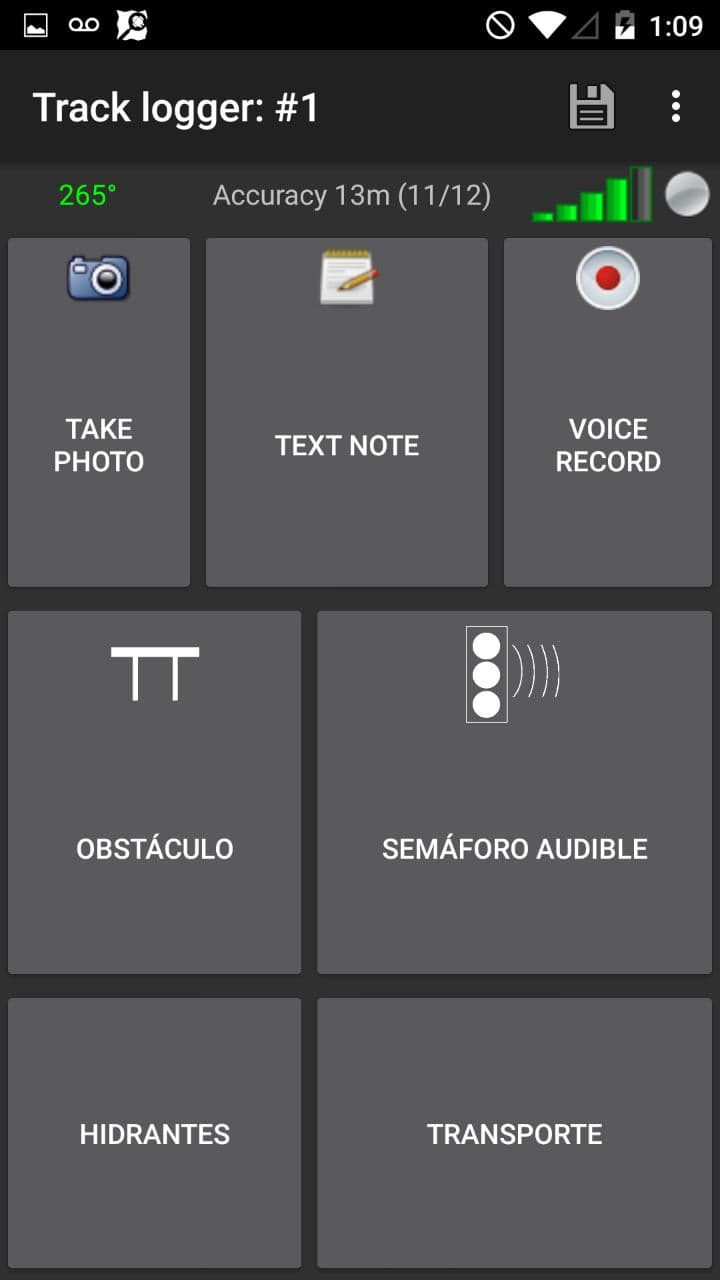 1:09
Track logger: #1
265°
Accuracy 13m (11/12)
TAKE
PHOTO
TEXT NOTE
VOICE
RECORD
OBSTÁCULO
SEMÁFORO AUDIBLE
HIDRANTES
TRANSPORTE